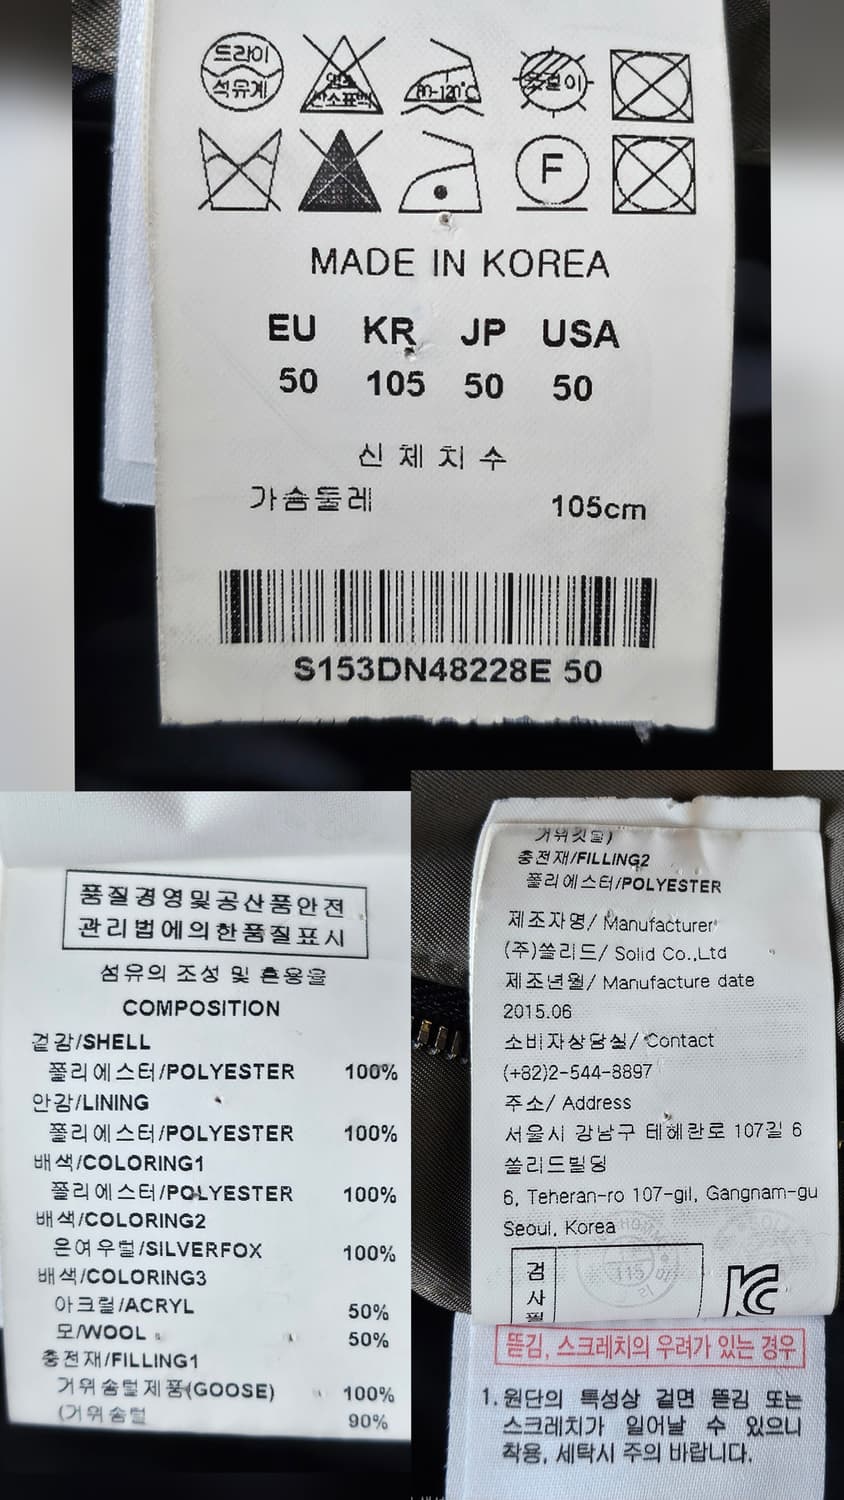 드라이
석유계
염소
산소표백
80~120℃
옷걸이
F
MADE IN KOREA
EU KR JP USA
50 105 50 50
신체치수
가슴둘레 105cm
S153DN48228E 50
품질경영및공산품안전
관리법에의한품질표시
섬유의 조성 및 혼용율
COMPOSITION
겉감/SHELL
폴리에스터/POLYESTER 100%
안감/LINING
폴리에스터/POLYESTER 100%
배색/COLORING1
폴리에스터/POLYESTER 100%
배색/COLORING2
은여우털/SILVERFOX 100%
배색/COLORING3
아크릴/ACRYL 50%
모/WOOL 50%
충전재/FILLING1
거위솜털제품(GOOSE) 100%
(거위솜털 90%
거위깃털)
충전재/FILLING2
폴리에스터/POLYESTER
제조자명/ Manufacturer
(주)쏠리드/ Solid Co.,Ltd
제조년월/ Manufacture date
2015.06
소비자상담실/ Contact
(+82)2-544-8897
주소/ Address
서울시 강남구 테헤란로 107길 6
쏠리드빌딩
6, Teheran-ro 107-gil, Gangnam-gu
Seoul, Korea
검
사
필
뜯김, 스크레치의 우려가 있는 경우
1. 원단의 특성상 걸면 뜯김 또는
스크레치가 일어날 수 있으니
착용, 세탁시 주의 바랍니다.